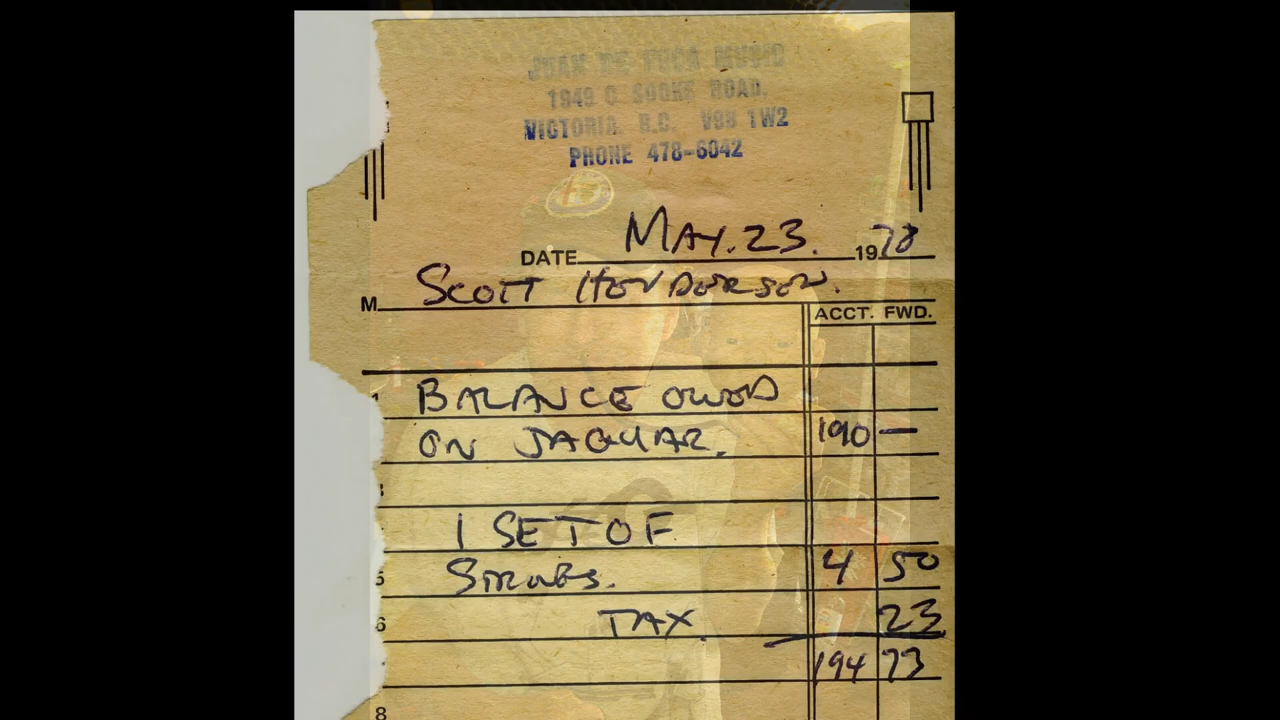 JUAN DE FUCA MUSIC
1949 C SOOKE ROAD,
VICTORIA, B.C. V9B 1W2
PHONE 478-6042
DATE MAY.23. 1978
M SCOTT HENDERSON.
ACCT. FWD.
BALANCE OWED
ON JAGUAR. 190 —
1 SET OF
5 STRINGS. 4 50
6 TAX. 23
194 73
8